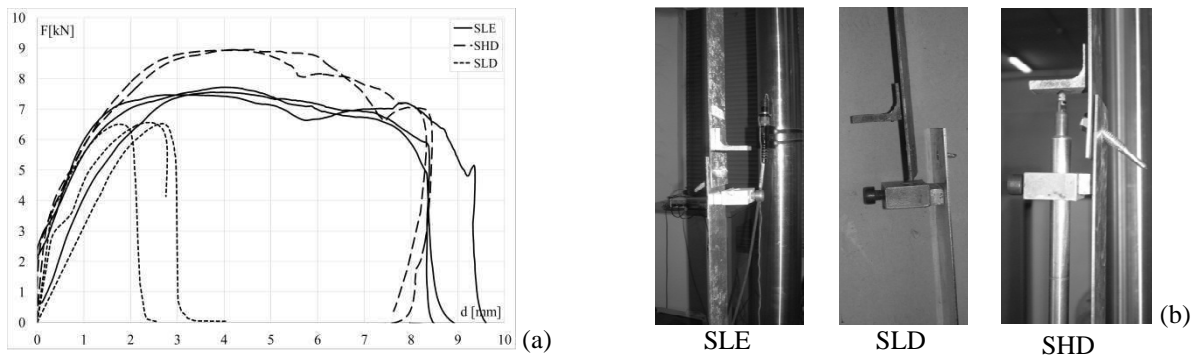 F[kN]
SLE
SHD
SLD
10
9
8
7
6
5
4
3
2
1
0
d [mm]
0 1 2 3 4 5 6 7 8 9 10
(a)
SLE
SLD
SHD
(b)